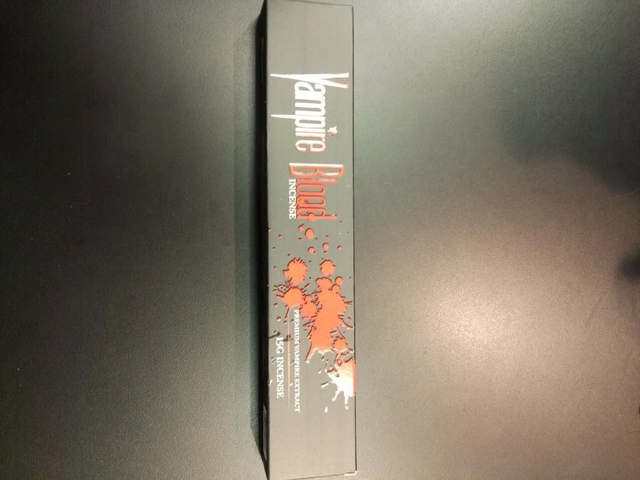 Vampire Blood
INCENSE
PREMIUM VAMPIRE EXTRACT
15G INCENSE